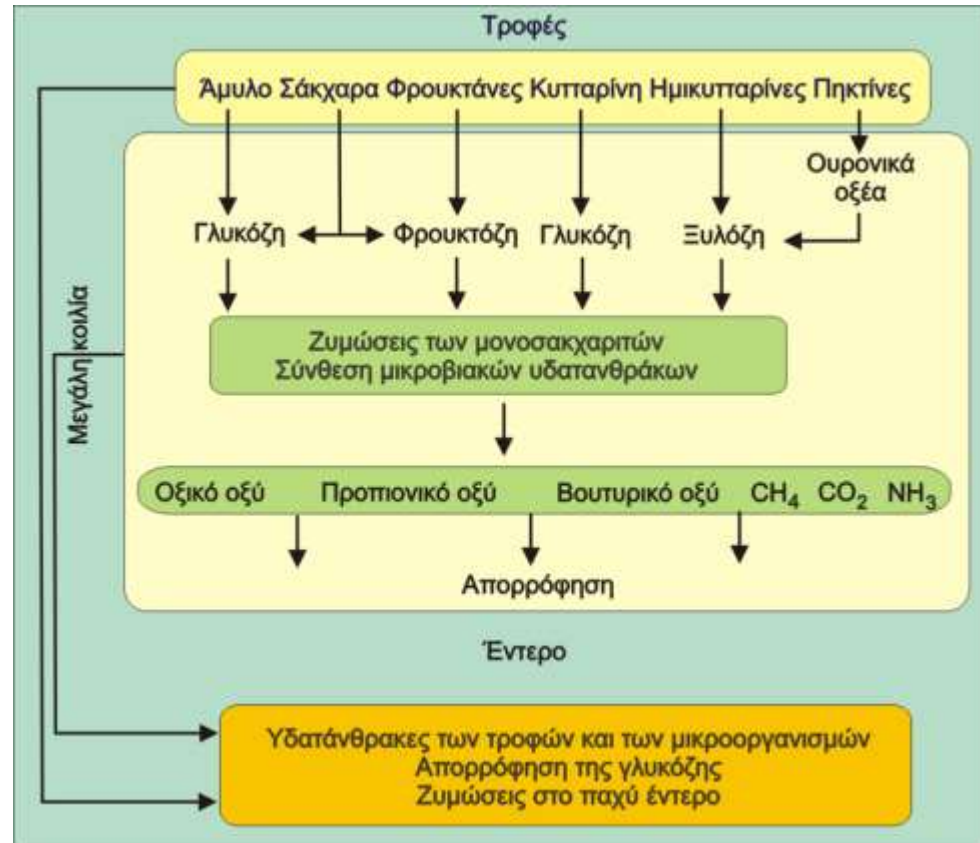 Τροφές
Άμυλο Σάκχαρα Φρουκτάνες Κυτταρίνη Ημικυτταρίνες Πηκτίνες
Ουρονικά
οξέα
Γλυκόζη Φρουκτόζη Γλυκόζη Ξυλόζη
Μεγάλη κοιλία
Ζυμώσεις των μονοσακχαριτών
Σύνθεση μικροβιακών υδατανθράκων
Οξικό οξύ Προπιονικό οξύ Βουτυρικό οξύ CH4 CO2 NH3
Απορρόφηση
Έντερο
Υδατάνθρακες των τροφών και των μικροοργανισμών
Απορρόφηση της γλυκόζης
Ζυμώσεις στο παχύ έντερο